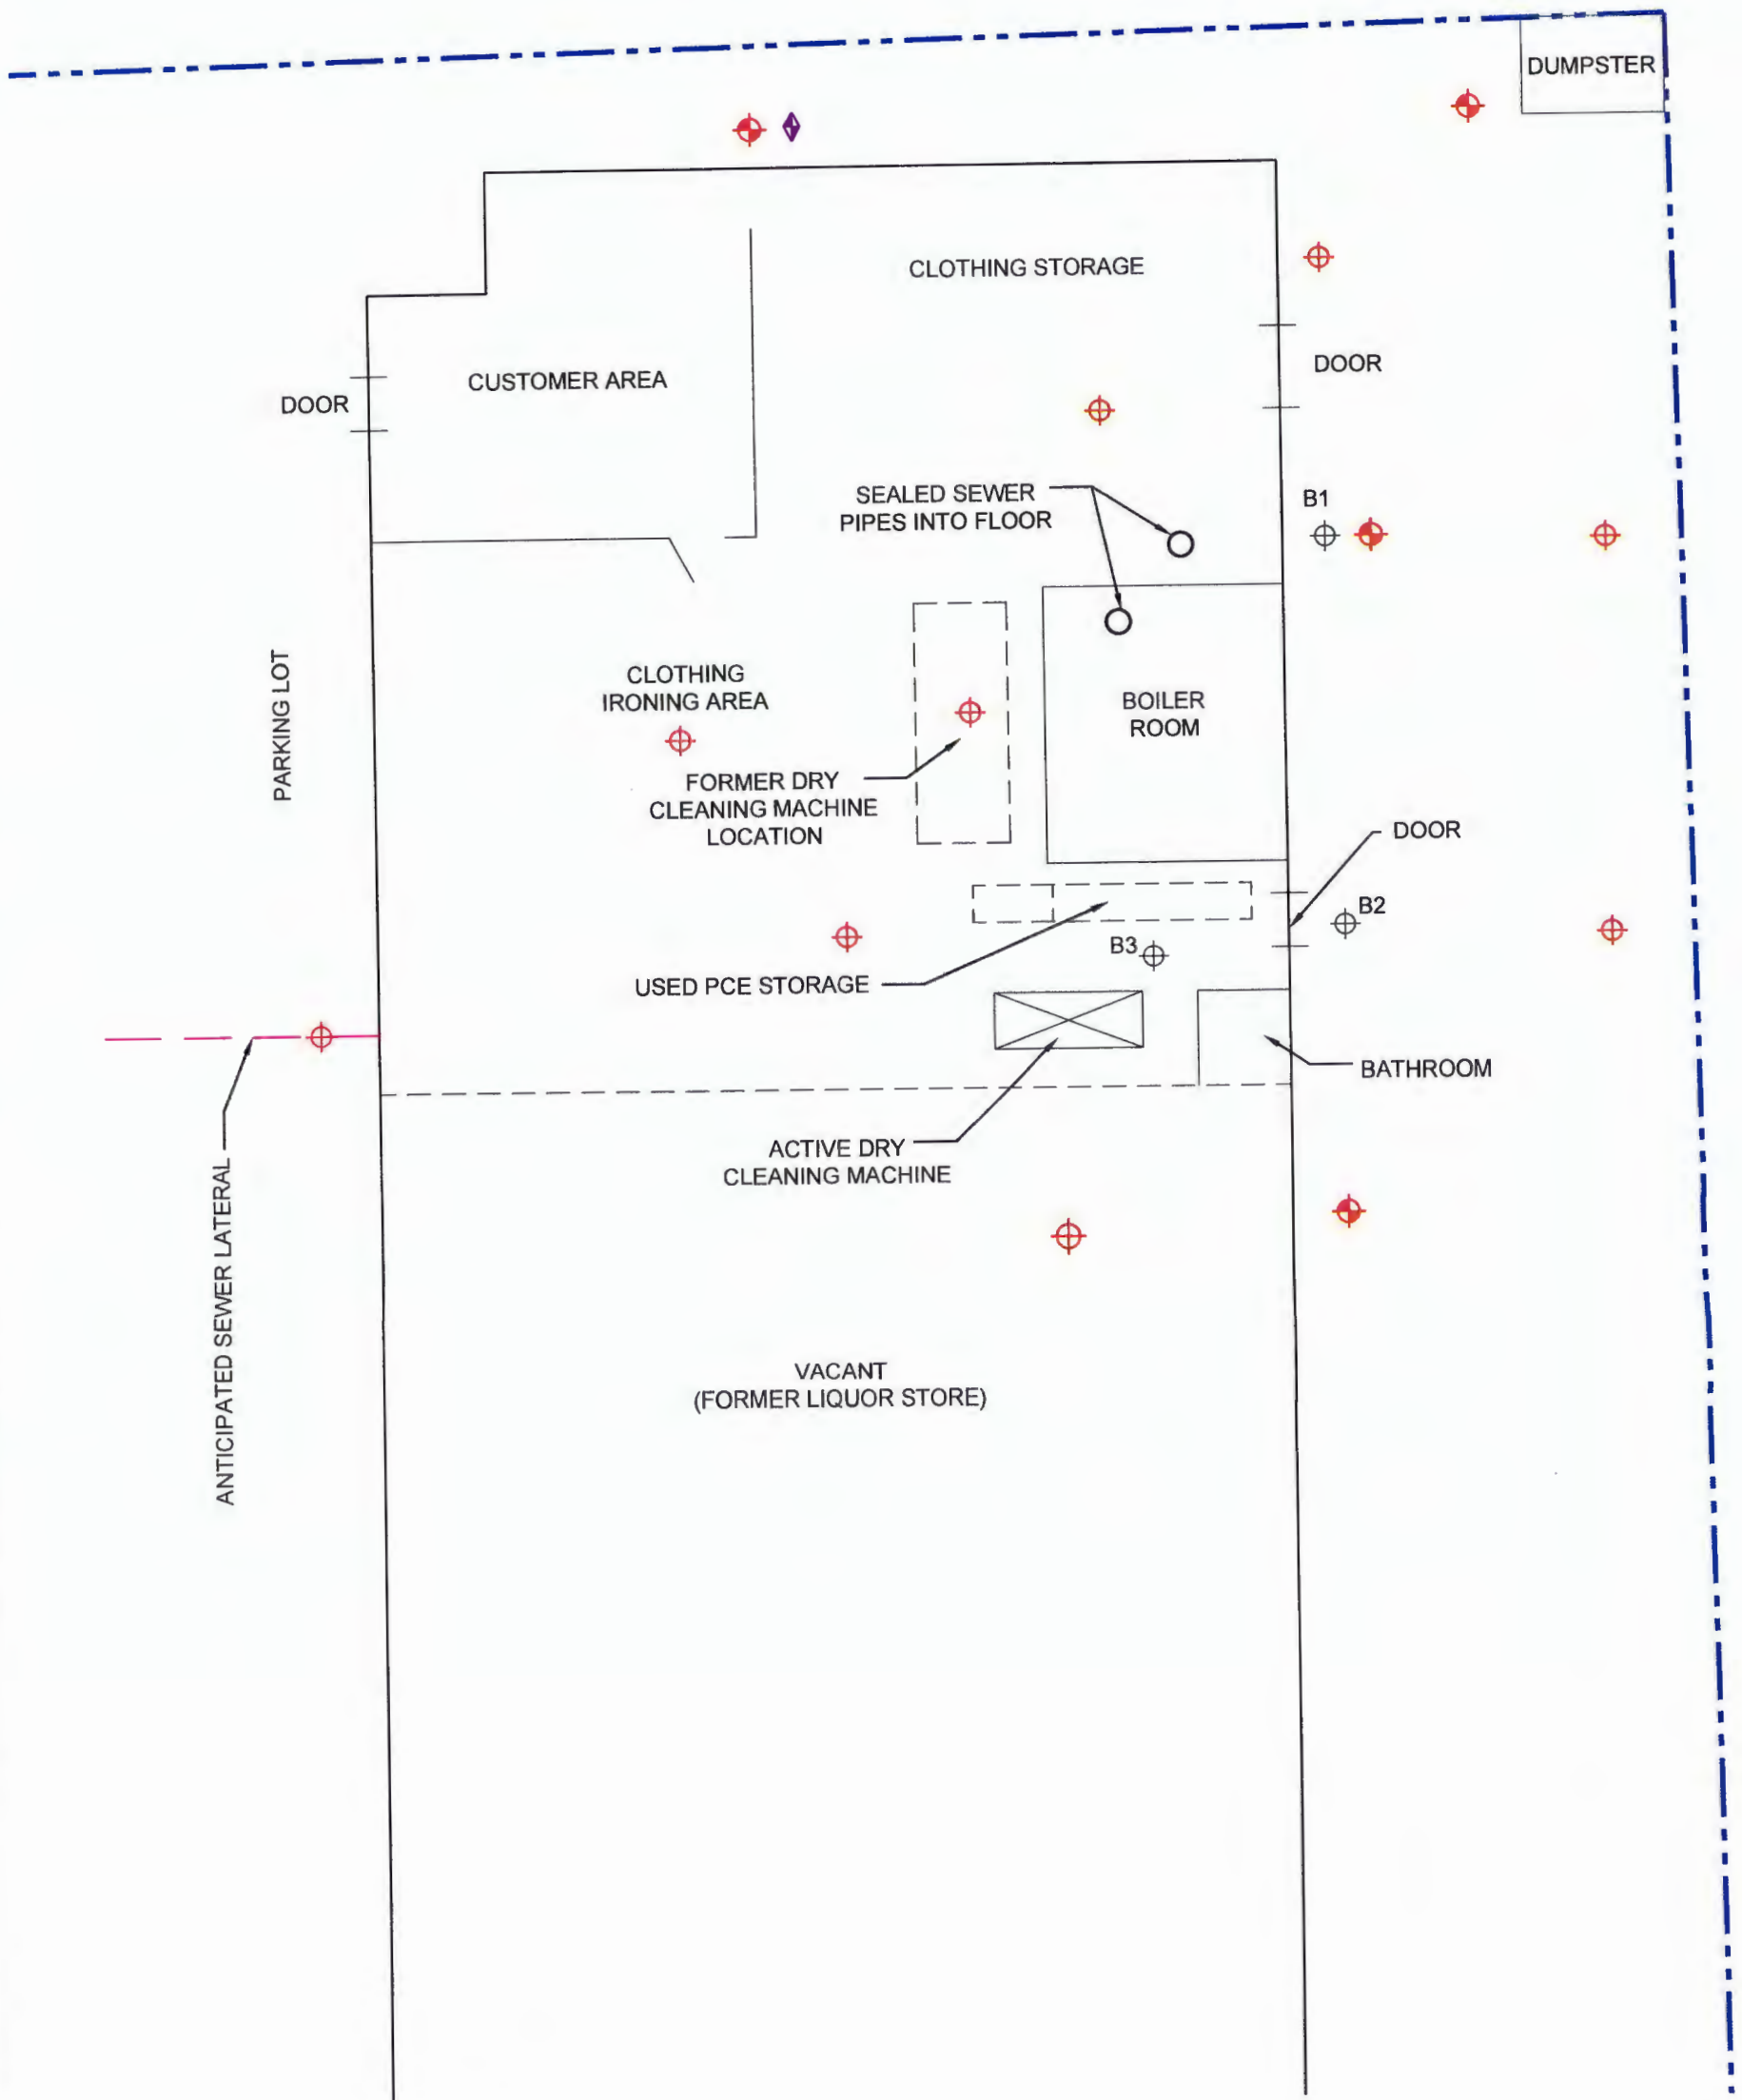 DUMPSTER
CLOTHING STORAGE
DOOR
CUSTOMER AREA
DOOR
SEALED SEWER
PIPES INTO FLOOR
B1
PARKING LOT
CLOTHING
IRONING AREA
BOILER
ROOM
FORMER DRY
CLEANING MACHINE
LOCATION
DOOR
B2
B3
USED PCE STORAGE
BATHROOM
ACTIVE DRY
CLEANING MACHINE
ANTICIPATED SEWER LATERAL
VACANT
(FORMER LIQUOR STORE)